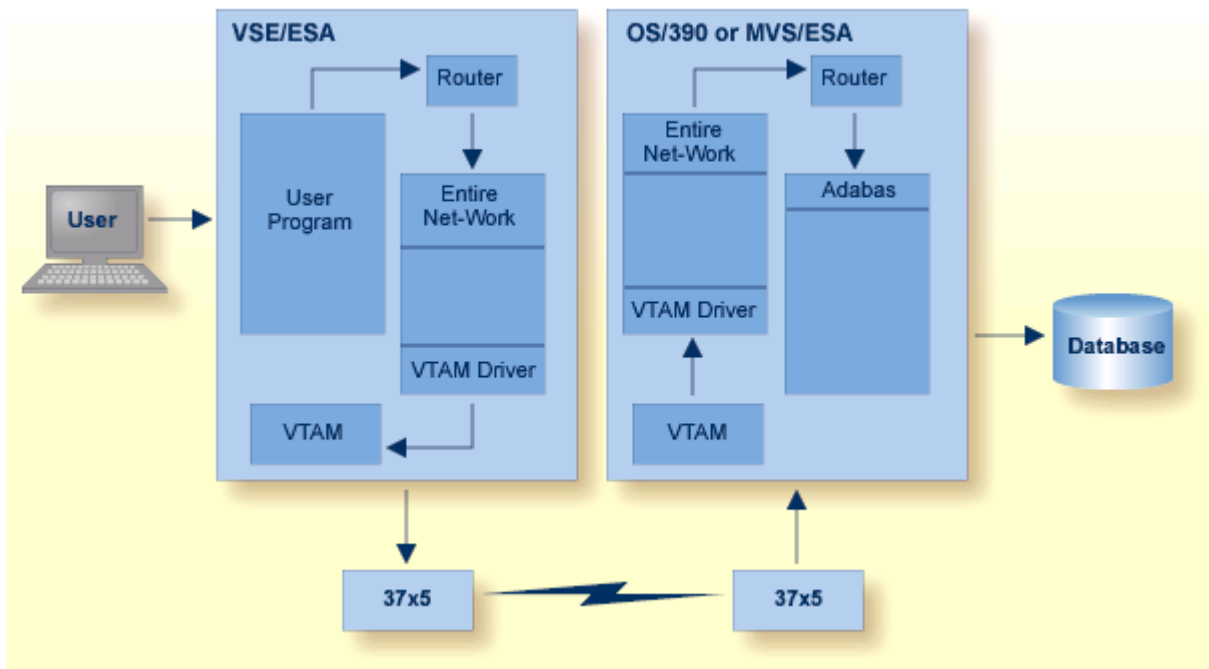 VSE/ESA
Router
User
Program
Entire
Net-Work
VTAM Driver
VTAM
User
OS/390 or MVS/ESA
Router
Entire
Net-Work
Adabas
VTAM Driver
VTAM
Database
37x5
37x5